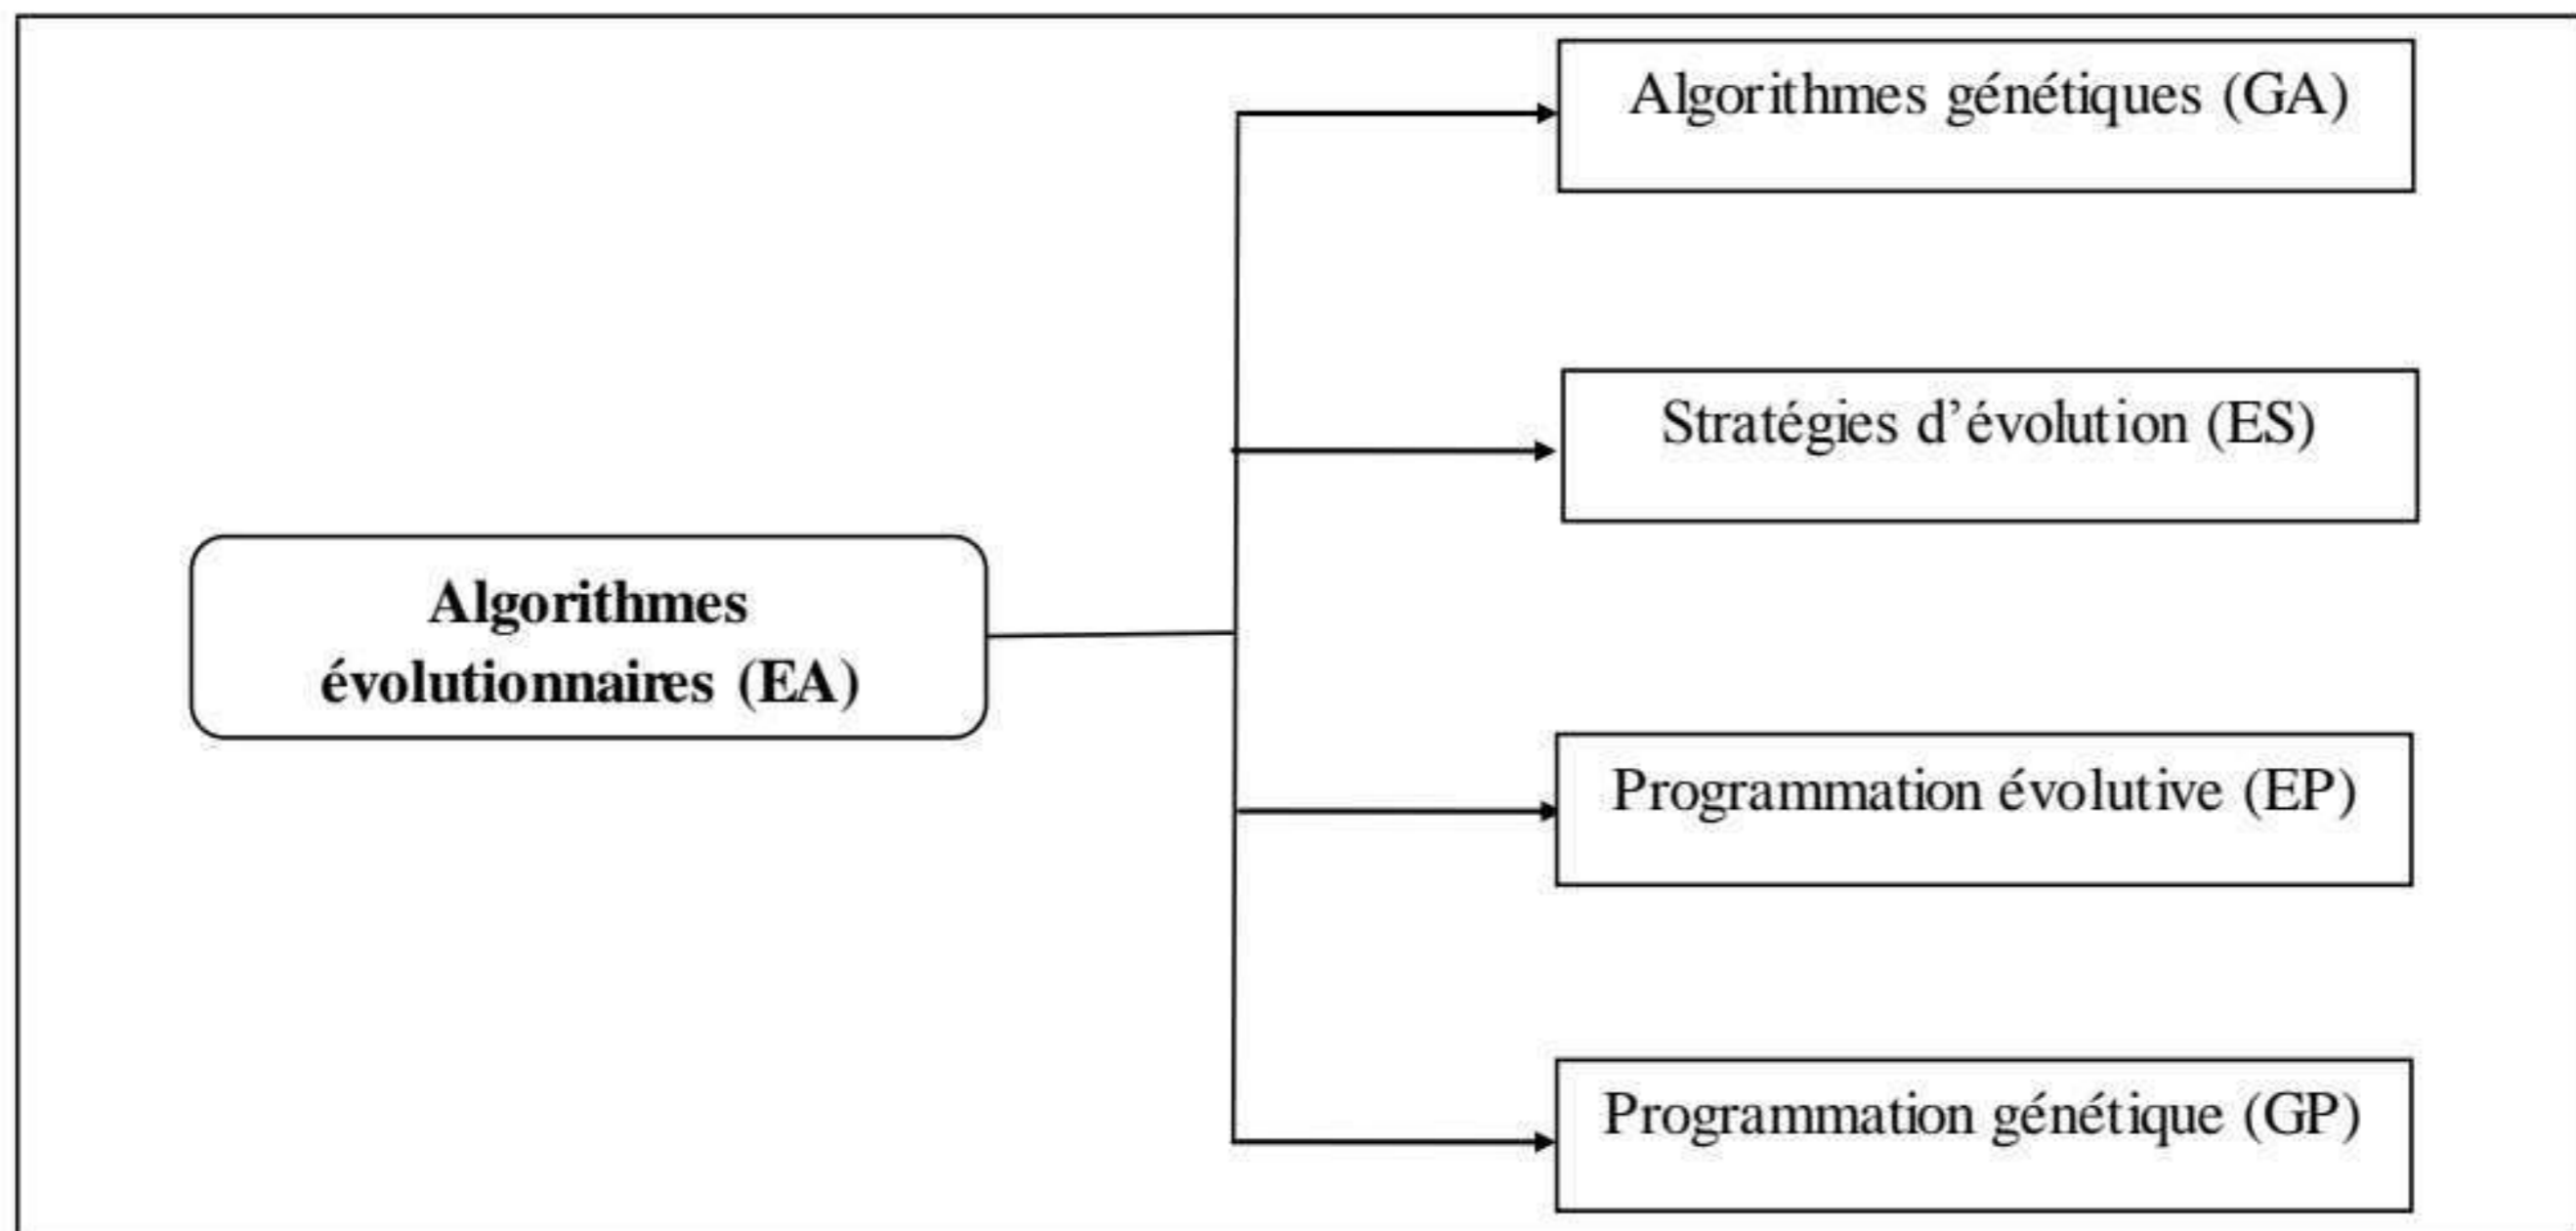 Algorithmes génétiques (GA)
Stratégies d’évolution (ES)
Algorithmes
évolutionnaires (EA)
Programmation évolutive (EP)
Programmation génétique (GP)